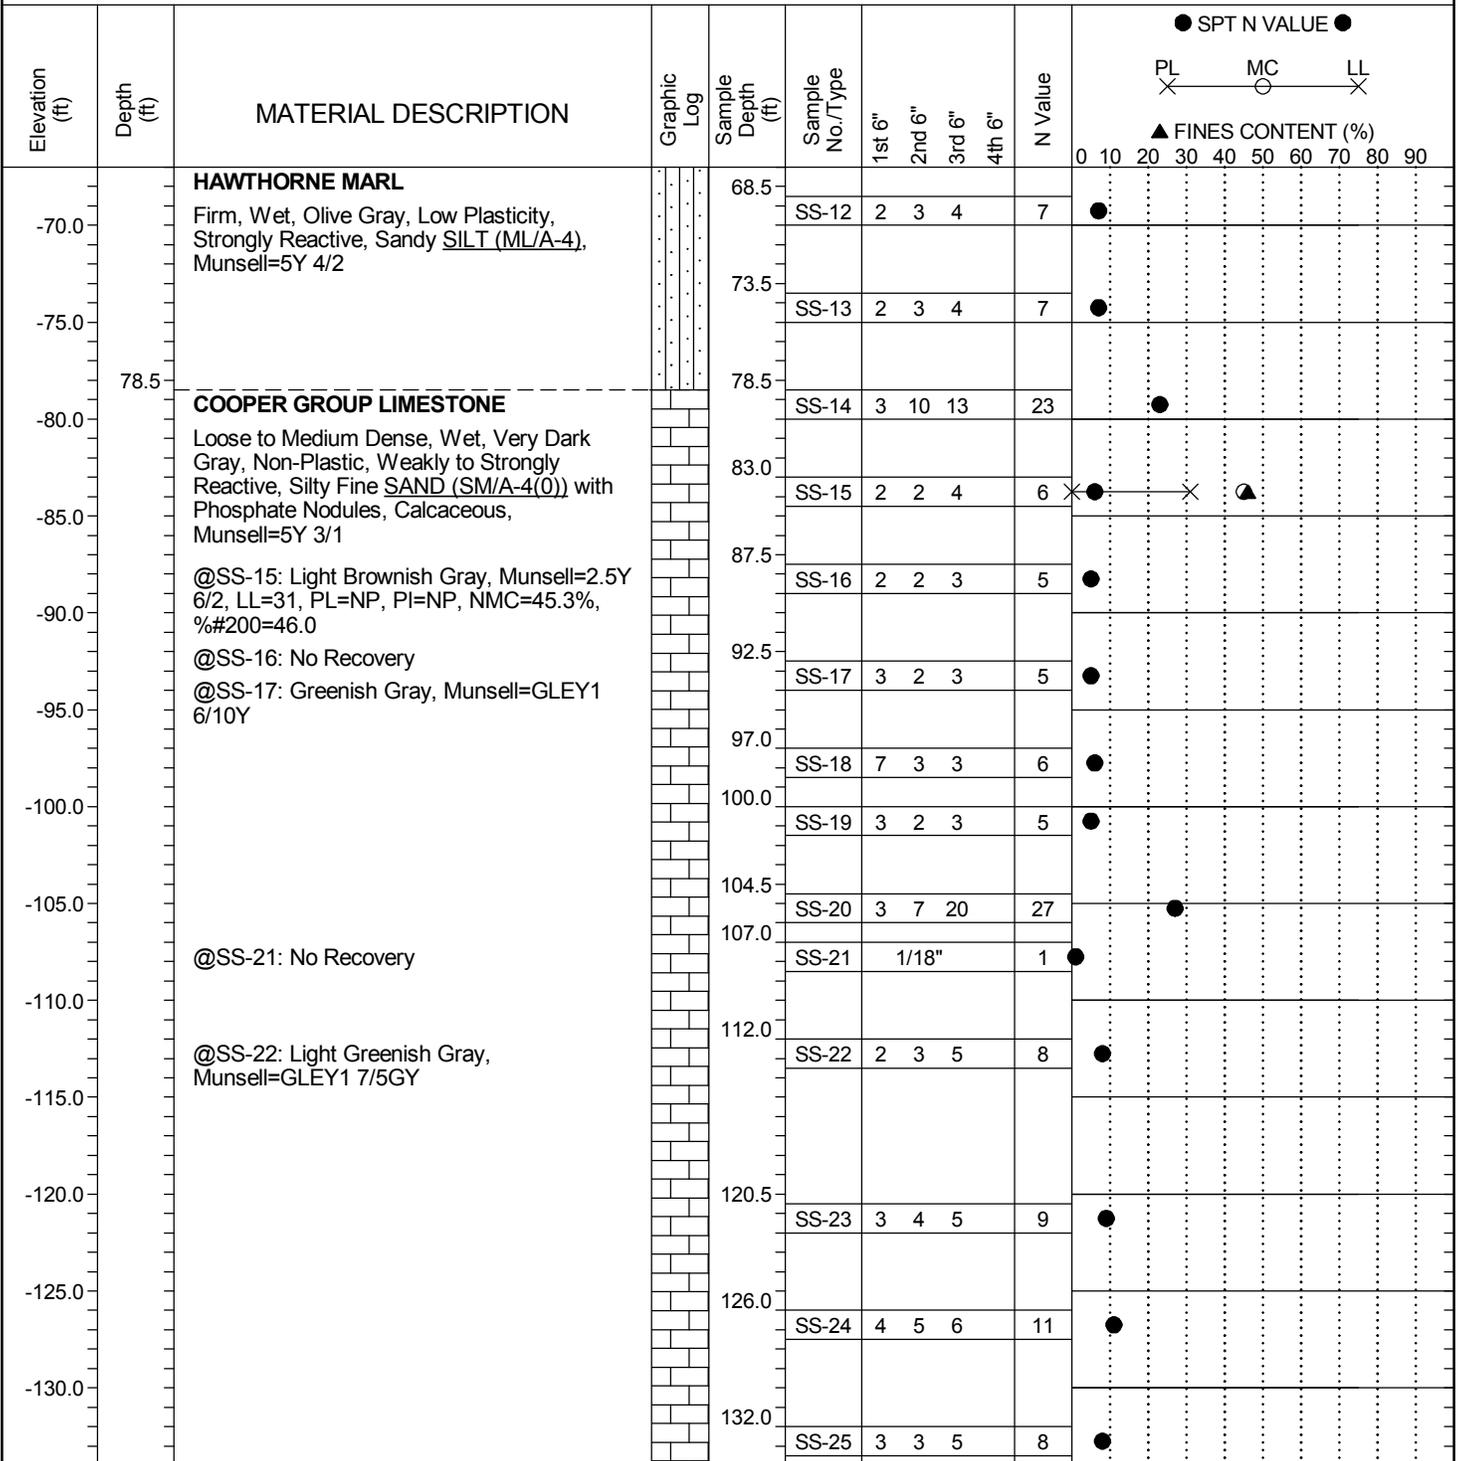 Elevation (ft)
Depth (ft)
MATERIAL DESCRIPTION
Graphic Log
Sample Depth (ft)
Sample No./Type
1st 6"
2nd 6"
3rd 6"
4th 6"
N Value
● SPT N VALUE ●
PL MC LL
▲ FINES CONTENT (%)
0 10 20 30 40 50 60 70 80 90
HAWTHORNE MARL
68.5
Firm, Wet, Olive Gray, Low Plasticity,
SS-12 2 3 4 7
-70.0
Strongly Reactive, Sandy SILT (ML/A-4),
Munsell=5Y 4/2
73.5
SS-13 2 3 4 7
-75.0
78.5
78.5
COOPER GROUP LIMESTONE
SS-14 3 10 13 23
-80.0
Loose to Medium Dense, Wet, Very Dark
Gray, Non-Plastic, Weakly to Strongly
83.0
Reactive, Silty Fine SAND (SM/A-4(0)) with
SS-15 2 2 4 6
Phosphate Nodules, Calcaceous,
-85.0
Munsell=5Y 3/1
87.5
@SS-15: Light Brownish Gray, Munsell=2.5Y
SS-16 2 2 3 5
6/2, LL=31, PL=NP, PI=NP, NMC=45.3%,
-90.0
%#200=46.0
92.5
@SS-16: No Recovery
SS-17 3 2 3 5
@SS-17: Greenish Gray, Munsell=GLEY1
-95.0
6/10Y
97.0
SS-18 7 3 3 6
100.0
-100.0
SS-19 3 2 3 5
104.5
-105.0
SS-20 3 7 20 27
107.0
@SS-21: No Recovery
SS-21 1/18" 1
-110.0
112.0
@SS-22: Light Greenish Gray,
SS-22 2 3 5 8
Munsell=GLEY1 7/5GY
-115.0
-120.0
120.5
SS-23 3 4 5 9
-125.0
126.0
SS-24 4 5 6 11
-130.0
132.0
SS-25 3 3 5 8